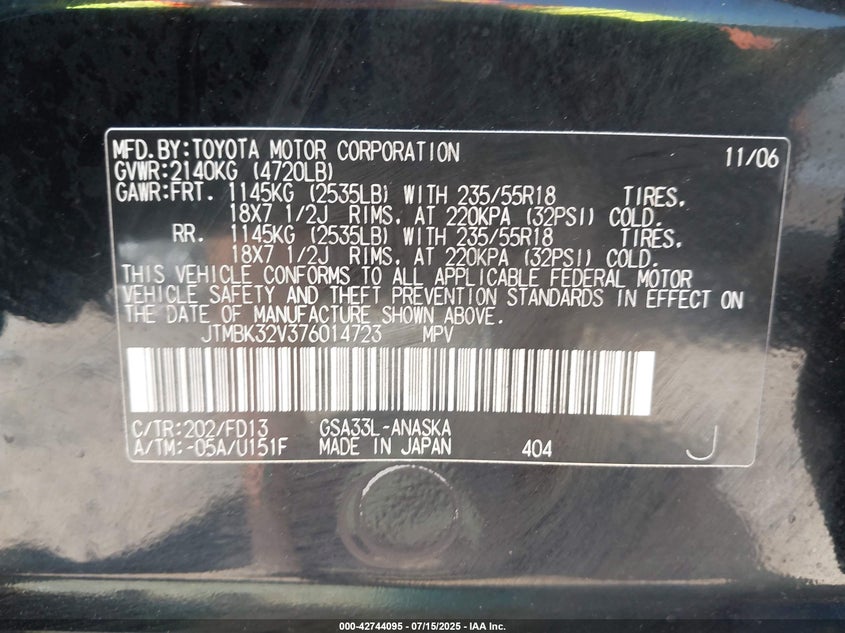 MFD.BY:TOYOTA MOTOR CORPORATION 11/06
GVWR:2140KG (4720LB)
GAWR:FRT. 1145KG (2535LB) WITH 235/55R18 TIRES,
18X7 1/2J RIMS, AT 220KPA (32PSI) COLD.
RR. 1145KG (2535LB) WITH 235/55R18 TIRES,
18X7 1/2J RIMS, AT 220KPA (32PSI) COLD.
THIS VEHICLE CONFORMS TO ALL APPLICABLE FEDERAL MOTOR
VEHICLE SAFETY AND THEFT PREVENTION STANDARDS IN EFFECT ON
THE DATE OF MANUFACTURE SHOWN ABOVE.
JTMBK32V376014723 MPV
C/TR:202/FD13 GSA33L-ANASKA
A/TM:-05A/U151F MADE IN JAPAN 404 J
000-42744095 - 07/15/2025 - IAA Inc.